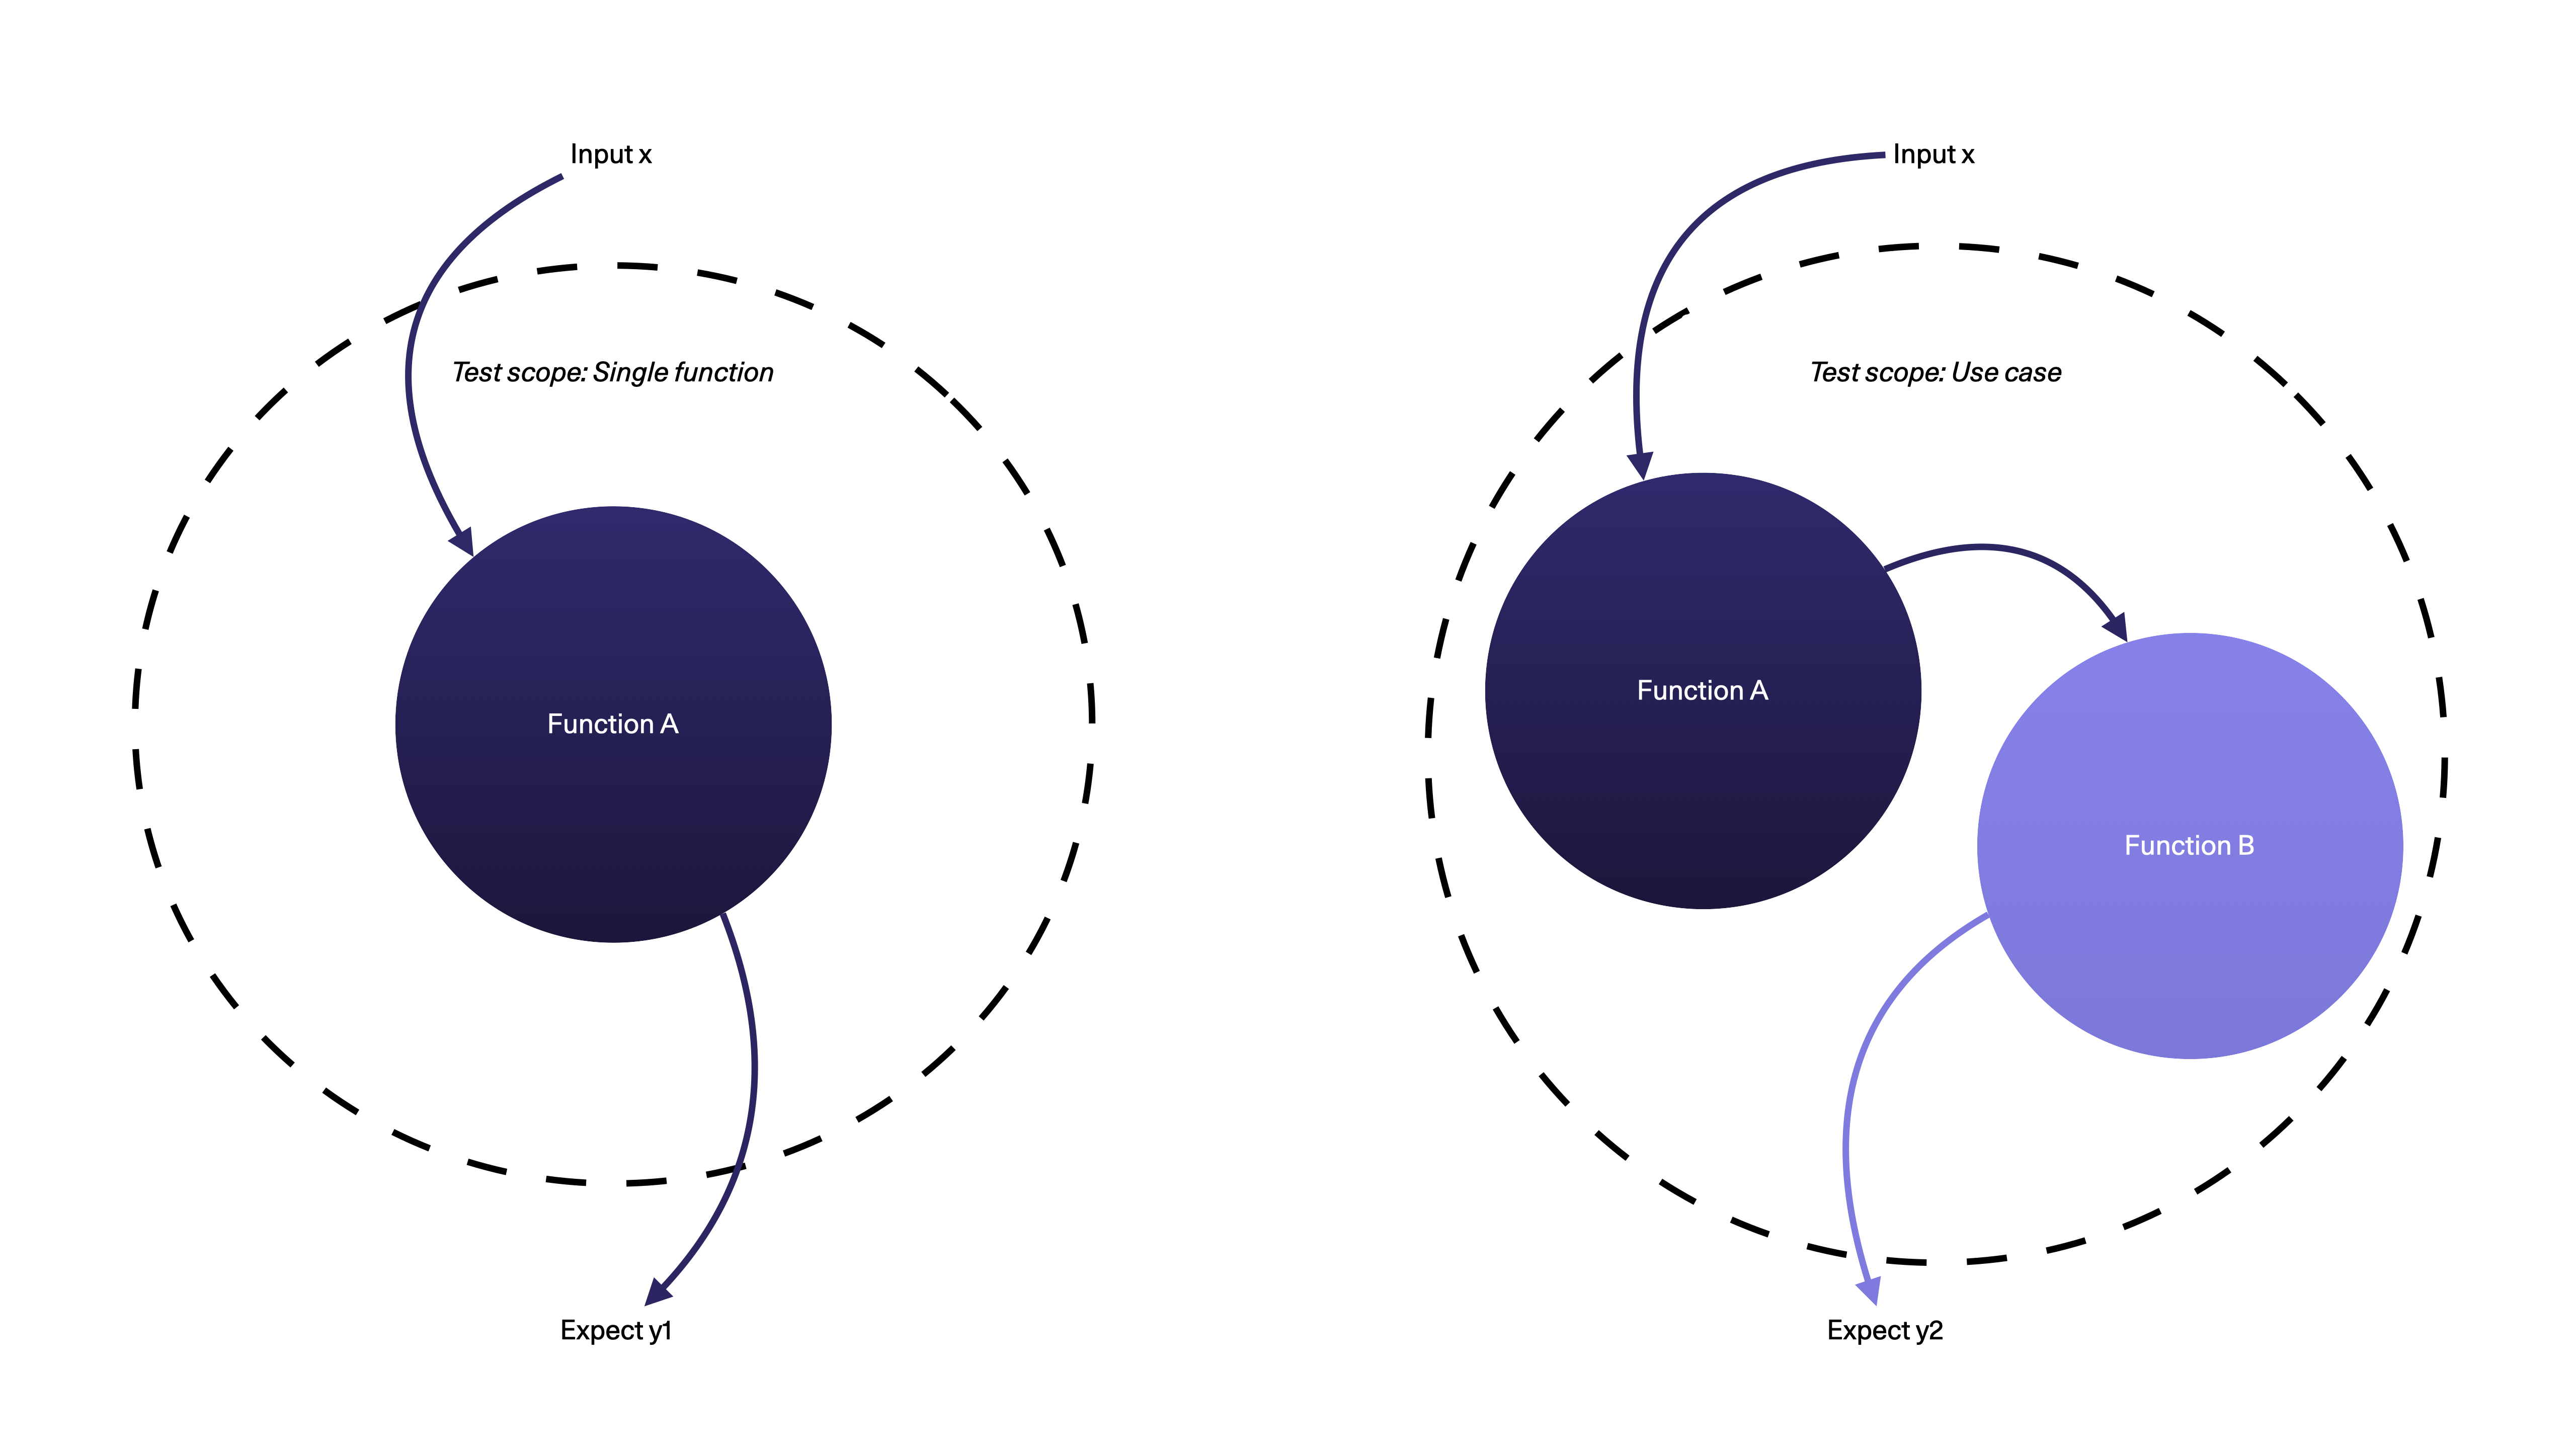 Input x
Test scope: Single function
Function A
Expect y1
Input x
Test scope: Use case
Function A
Function B
Expect y2